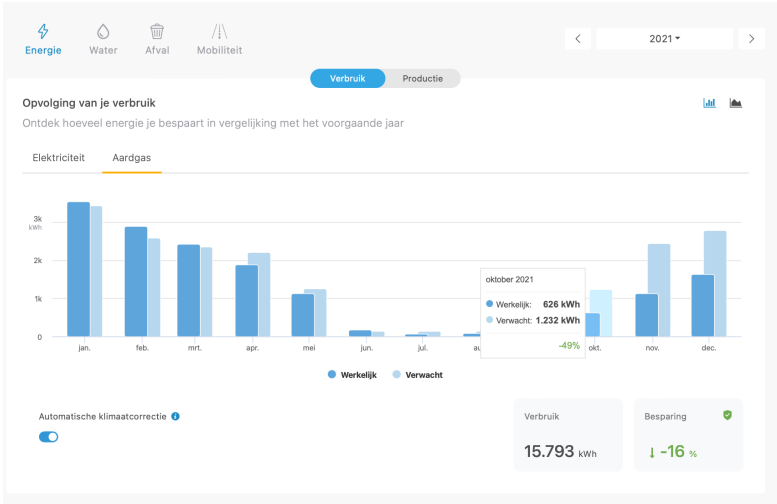 Energie Water Afval Mobiliteit
2021
Verbruik Productie
Opvolging van je verbruik
Ontdek hoeveel energie je bespaart in vergelijking met het voorgaande jaar
Elektriciteit Aardgas
3k
kWh
2k
1k
0
oktober 2021
Werkelijk: 626 kWh
Verwacht: 1.232 kWh
-49%
jan. feb. mrt. apr. mei jun. jul. au okt. nov. dec.
Werkelijk Verwacht
Automatische klimaatcorrectie
Verbruik
15.793 kWh
Besparing
-16 %